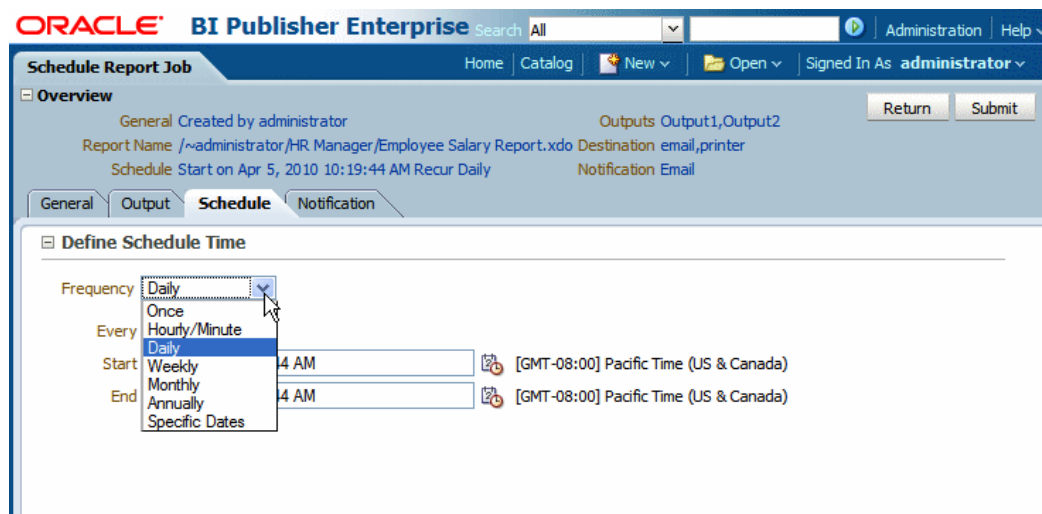 ORACLE BI Publisher Enterprise Search All Administration Help
Schedule Report Job Home Catalog New Open Signed In As administrator
Overview Return Submit
General Created by administrator Outputs Output1,Output2
Report Name /~administrator/HR Manager/Employee Salary Report.xdo Destination email,printer
Schedule Start on Apr 5, 2010 10:19:44 AM Recur Daily Notification Email
General Output Schedule Notification
Define Schedule Time
Frequency Daily
Once
Every Hourly/Minute
Daily
Start Weekly 44 AM [GMT-08:00] Pacific Time (US & Canada)
Monthly
End Annually 44 AM [GMT-08:00] Pacific Time (US & Canada)
Specific Dates